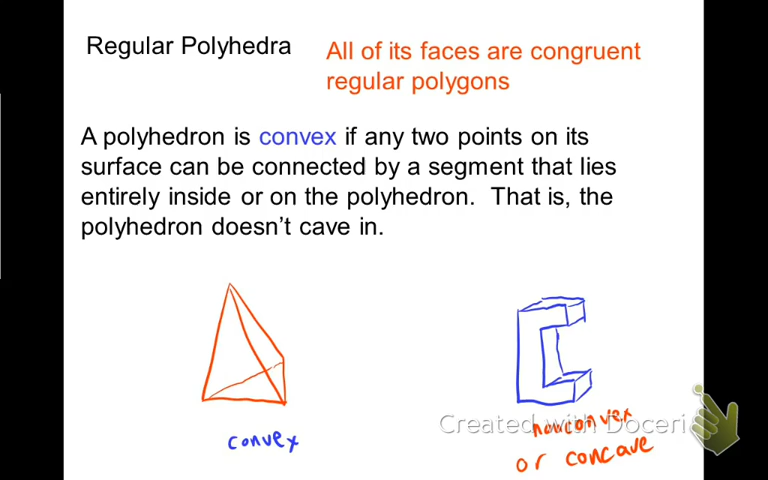 Regular Polyhedra
All of its faces are congruent
regular polygons
A polyhedron is convex if any two points on its
surface can be connected by a segment that lies
entirely inside or on the polyhedron. That is, the
polyhedron doesn't cave in.
convex
Created with Doceri
nonconvex
or concave